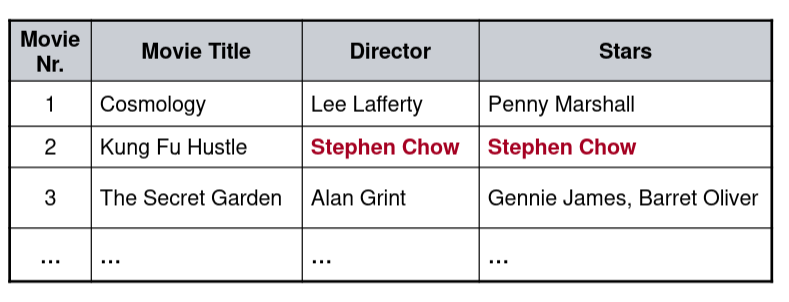 Movie Nr. Movie Title Director Stars
1 Cosmology Lee Lafferty Penny Marshall
2 Kung Fu Hustle Stephen Chow Stephen Chow
3 The Secret Garden Alan Grint Gennie James, Barret Oliver
... ... ... ...